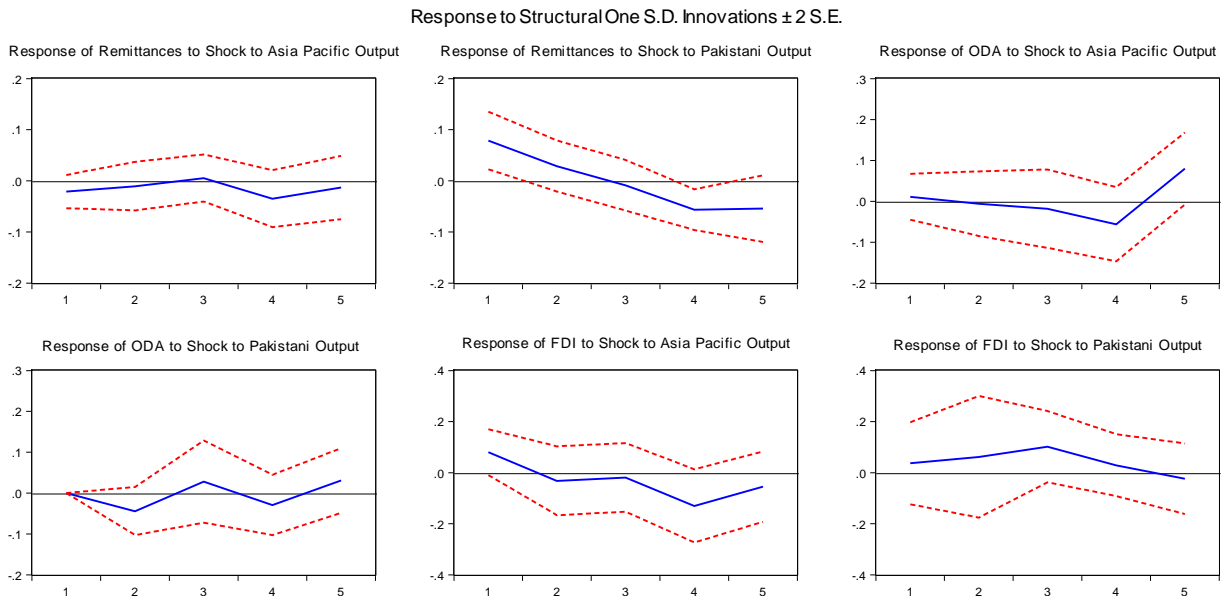 Response to Structural One S.D. Innovations ± 2 S.E.
Response of Remittances to Shock to Asia Pacific Output
.2
.1
.0
-.1
-.2
1 2 3 4 5
Response of Remittances to Shock to Pakistani Output
.2
.1
.0
-.1
-.2
1 2 3 4 5
Response of ODA to Shock to Asia Pacific Output
.3
.2
.1
.0
-.1
-.2
1 2 3 4 5
Response of ODA to Shock to Pakistani Output
.3
.2
.1
.0
-.1
-.2
1 2 3 4 5
Response of FDI to Shock to Asia Pacific Output
.4
.2
.0
-.2
-.4
1 2 3 4 5
Response of FDI to Shock to Pakistani Output
.4
.2
.0
-.2
-.4
1 2 3 4 5